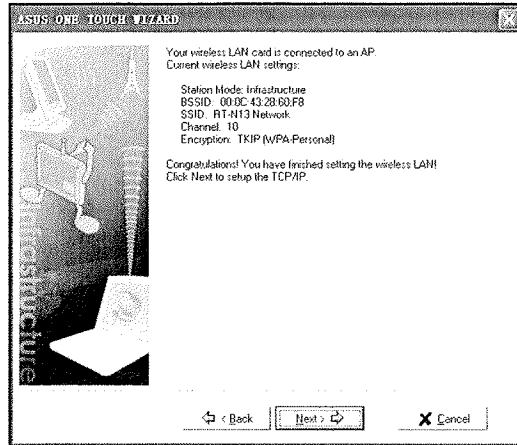 ASUS ONE TOUCH WIZARD
Your wireless LAN card is connected to an AP.
Current wireless LAN settings:
Station Mode: Infrastructure
BSSID: 00:0C:43:28:60:F8
SSID: RT-N13 Network
Channel: 10
Encryption: TKIP (WPA-Personal)
Congratulations! You have finished setting the wireless LAN!
Click Next to setup the TCP/IP.
Infrastructure
< Back
Next >
Cancel